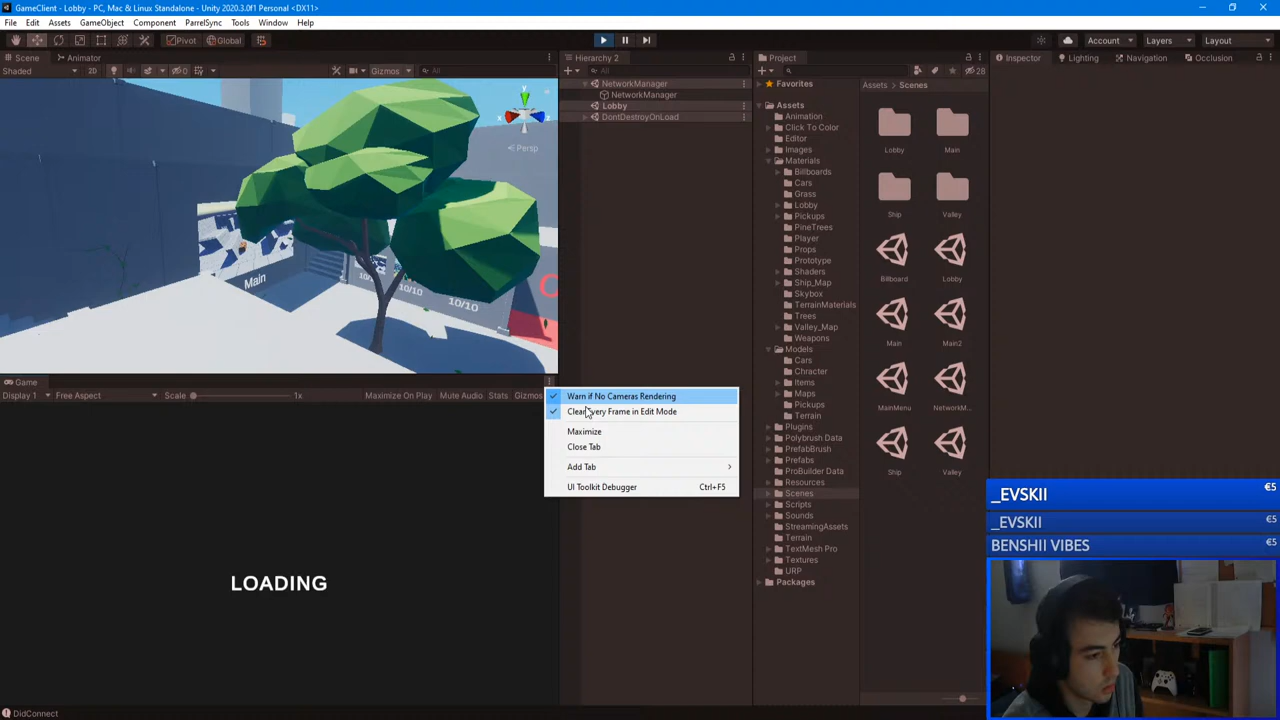 GameClient - Lobby - PC, Mac & Linux Standalone - Unity 2020.3.0f1 Personal <DX11>
File Edit Assets GameObject Component ParrelSync Tools Window Help
Pivot Global Account Layers Layout
Scene Animator
Shaded 2D 0 Gizmos All
Persp
Main
10/10
10/10
10/10
Game
Display 1 Free Aspect Scale 1x Maximize On Play Mute Audio Stats Gizmos
LOADING
DidConnect
Warn if No Cameras Rendering
Clear Every Frame in Edit Mode
Maximize
Close Tab
Add Tab
UI Toolkit Debugger Ctrl+F5
Hierarchy 2
All
NetworkManager
NetworkManager
Lobby
DontDestroyOnLoad
Project
28
Favorites
Assets
Animation
Click To Color
Editor
Images
Materials
Billboards
Cars
Grass
Lobby
Pickups
PineTrees
Player
Props
Prototype
Shaders
Ship_Map
Skybox
TerrainMaterials
Trees
Valley_Map
Weapons
Models
Cars
Chracter
Items
Maps
Pickups
Terrain
Plugins
Polybrush Data
PrefabBrush
Prefabs
ProBuilder Data
Resources
Scenes
Scripts
Sounds
StreamingAssets
Terrain
TextMesh Pro
Textures
URP
Packages
Assets Scenes
Lobby Main
Ship Valley
Billboard Lobby
Main Main2
MainMenu NetworkM...
Ship Valley
Inspector Lighting Navigation Occlusion
_EVSKII €5
_EVSKII €5
BENSHII VIBES €5